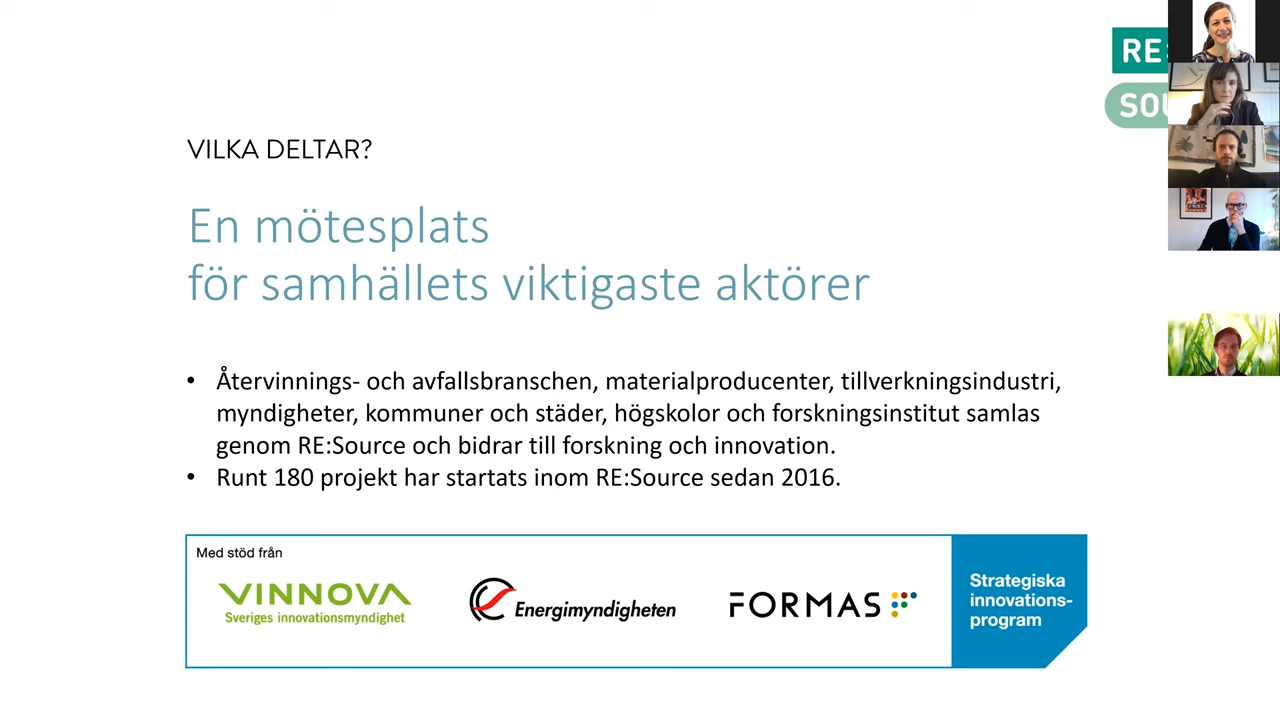 VILKA DELTAR?
En mötesplats
för samhällets viktigaste aktörer
• Återvinnings- och avfallsbranschen, materialproducenter, tillverkningsindustri,
myndigheter, kommuner och städer, högskolor och forskningsinstitut samlas
genom RE:Source och bidrar till forskning och innovation.
• Runt 180 projekt har startats inom RE:Source sedan 2016.
Med stöd från
VINNOVA
Sveriges innovationsmyndighet
Energimyndigheten
FORMAS
Strategiska
innovations-
program